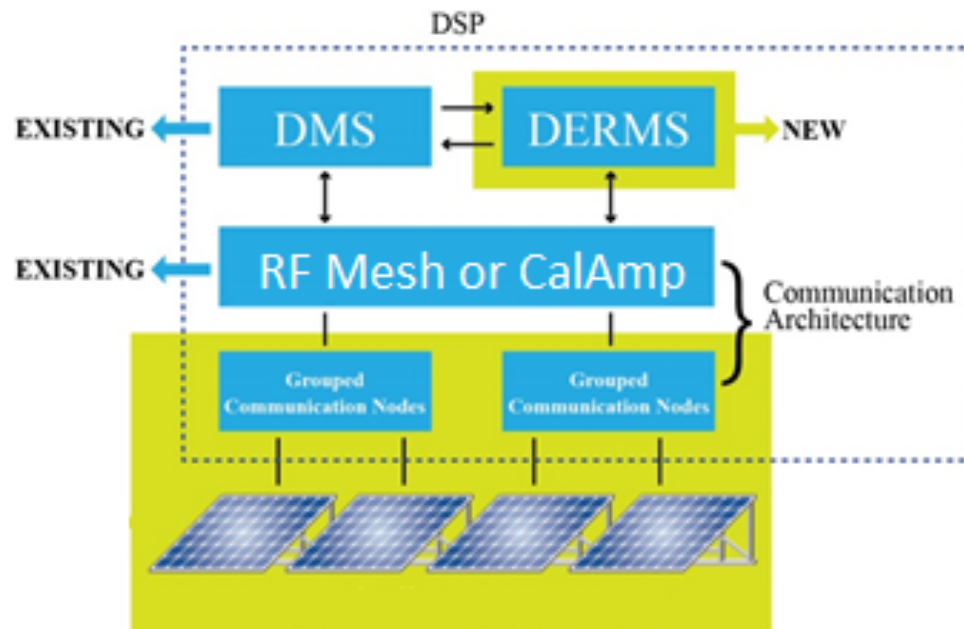 DSP
EXISTING
DMS
DERMS
NEW
EXISTING
RF Mesh or CalAmp
Communication
Architecture
Grouped
Communication Nodes
Grouped
Communication Nodes